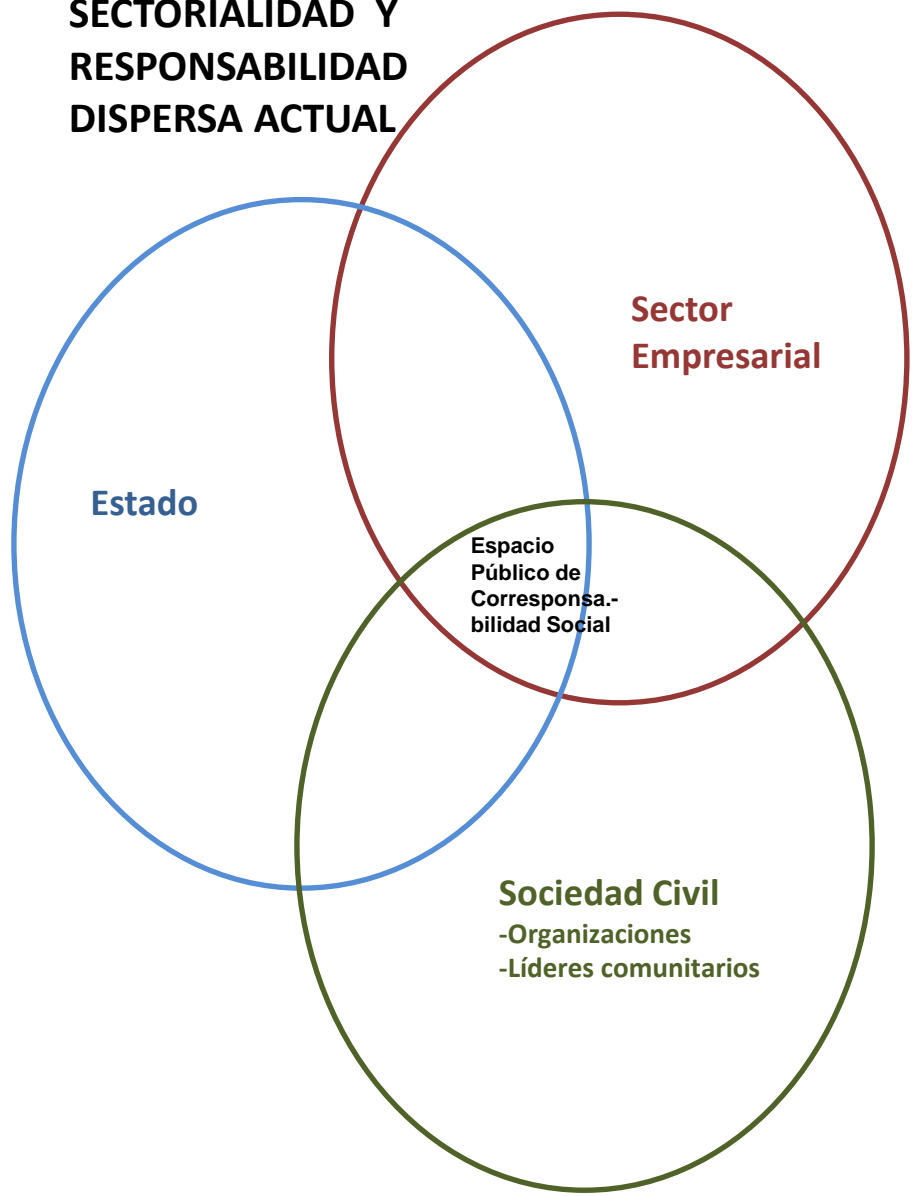 SECTORIALIDAD Y
RESPONSABILIDAD
DISPERSA ACTUAL
Sector
Empresarial
Estado
Espacio
Público de
Corresponsa.-
bilidad Social
Sociedad Civil
-Organizaciones
-Líderes comunitarios